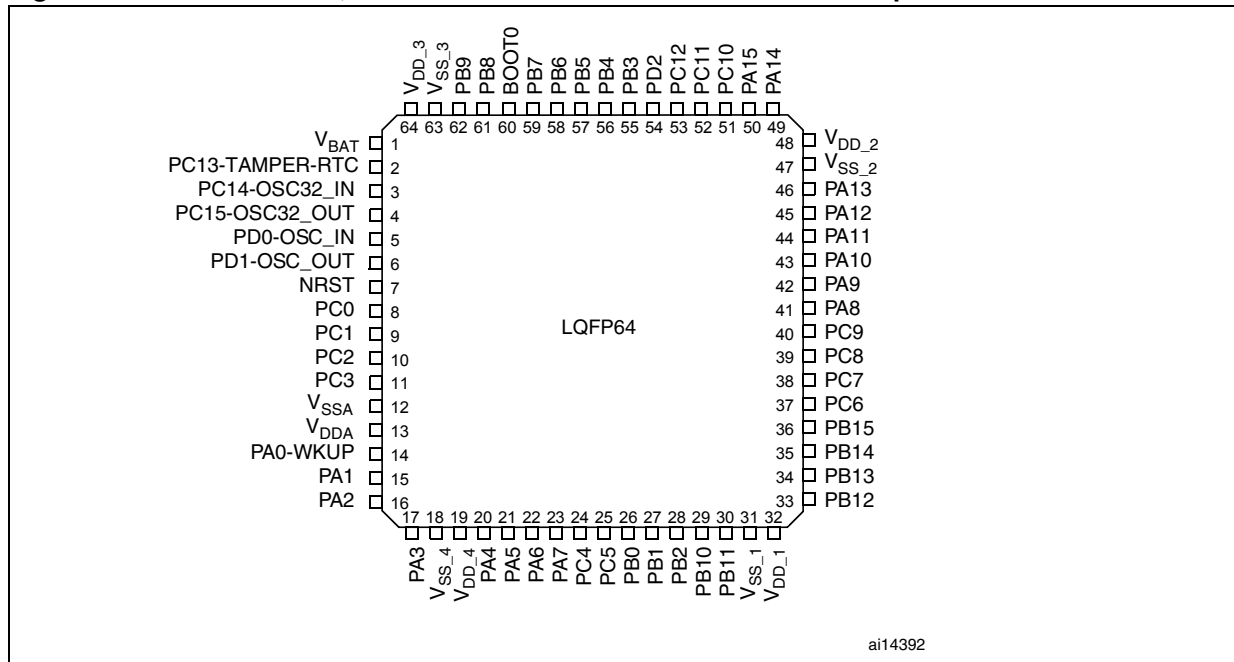 V_DD_3
V_SS_3
PB9
PB8
BOOT0
PB7
PB6
PB5
PB4
PB3
PD2
PC12
PC11
PC10
PA15
PA14
64 63 62 61 60 59 58 57 56 55 54 53 52 51 50 49
V_BAT 1
PC13-TAMPER-RTC 2
PC14-OSC32_IN 3
PC15-OSC32_OUT 4
PD0-OSC_IN 5
PD1-OSC_OUT 6
NRST 7
PC0 8
PC1 9
PC2 10
PC3 11
V_SSA 12
V_DDA 13
PA0-WKUP 14
PA1 15
PA2 16
LQFP64
48 V_DD_2
47 V_SS_2
46 PA13
45 PA12
44 PA11
43 PA10
42 PA9
41 PA8
40 PC9
39 PC8
38 PC7
37 PC6
36 PB15
35 PB14
34 PB13
33 PB12
17 18 19 20 21 22 23 24 25 26 27 28 29 30 31 32
PA3
V_SS_4
V_DD_4
PA4
PA5
PA6
PA7
PC4
PC5
PB0
PB1
PB2
PB10
PB11
V_SS_1
V_DD_1
ai14392